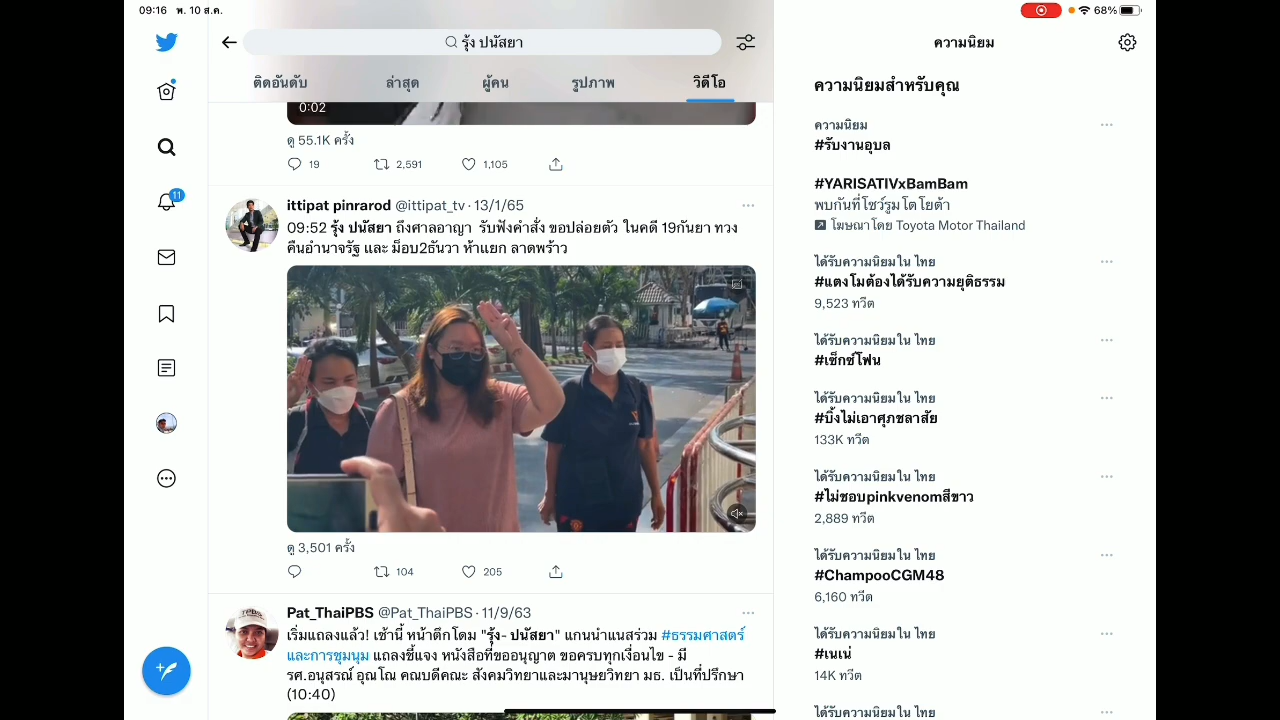 09:16 พ. 10 ส.ค.
68%
รุ้ง ปนัสยา
ติดอันดับ ล่าสุด ผู้คน รูปภาพ วิดีโอ
0:02
ดู 55.1K ครั้ง
19 2,591 1,105
ittipat pinrarod @ittipat_tv · 13/1/65
09:52 รุ้ง ปนัสยา ถึงศาลอาญา รับฟังคำสั่ง ขอปล่อยตัว ในคดี 19กันยา ทวง
คืนอำนาจรัฐ และ ม็อบ2ธันวา ห้าแยก ลาดพร้าว
ดู 3,501 ครั้ง
104 205
Pat_ThaiPBS @Pat_ThaiPBS · 11/9/63
เริ่มแถลงแล้ว! เช้านี้ หน้าตึกโดม "รุ้ง- ปนัสยา" แกนนำแนสร่วม #ธรรมศาสตร์
และการชุมนุม แถลงชี้แจง หนังสือที่ขออนุญาต ขอครบทุกเงื่อนไข - มี
รศ.อนุสรณ์ อุณโณ คณบดีคณะ สังคมวิทยาและมานุษยวิทยา มธ. เป็นที่ปรึกษา
(10:40)
11
ความนิยม
ความนิยมสำหรับคุณ
ความนิยม
#รับงานอุบล
#YARISATIVxBamBam
พบกันที่โชว์รูมโตโยต้า
โฆษณาโดย Toyota Motor Thailand
ได้รับความนิยมใน ไทย
#แตงโมต้องได้รับความยุติธรรม
9,523 ทวีต
ได้รับความนิยมใน ไทย
#เซ็กซ์โฟน
ได้รับความนิยมใน ไทย
#บิ้งไม่เอาศุภชลาสัย
133K ทวีต
ได้รับความนิยมใน ไทย
#ไม่ชอบpinkvenomสีขาว
2,889 ทวีต
ได้รับความนิยมใน ไทย
#ChampooCGM48
6,160 ทวีต
ได้รับความนิยมใน ไทย
#เนเน่
14K ทวีต
ได้รับความนิยมใน ไทย